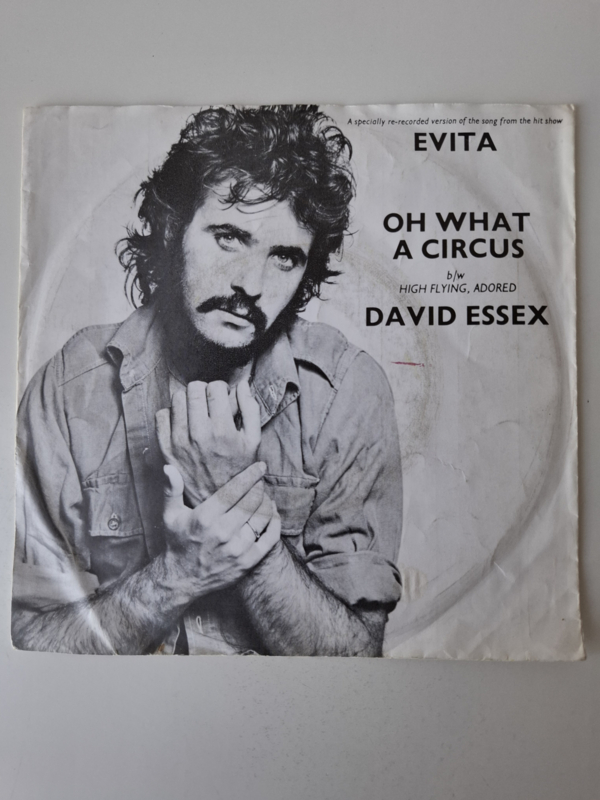 A specially re-recorded version of the song from the hit show
EVITA
OH WHAT
A CIRCUS
b/w
HIGH FLYING, ADORED
DAVID ESSEX